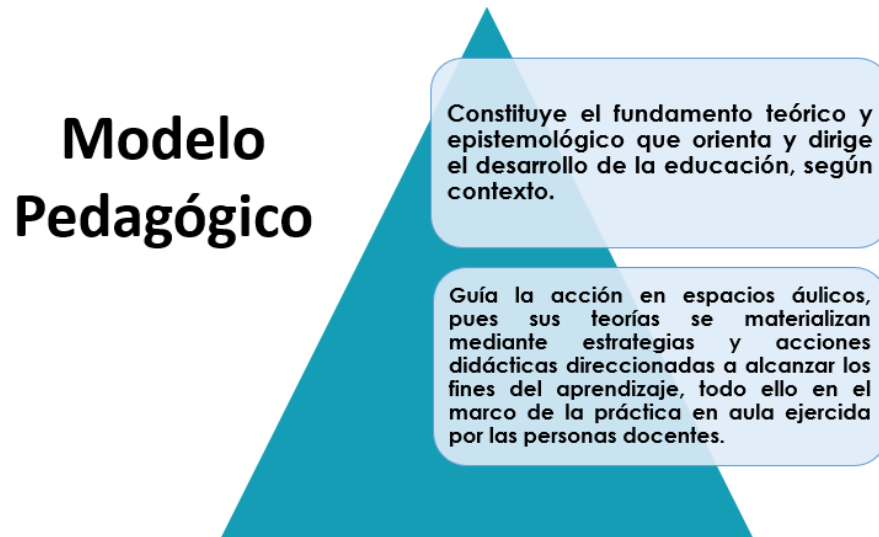 Modelo
Pedagógico
Constituye el fundamento teórico y
epistemológico que orienta y dirige
el desarrollo de la educación, según
contexto.
Guía la acción en espacios áulicos,
pues sus teorías se materializan
mediante estrategias y acciones
didácticas direccionadas a alcanzar los
fines del aprendizaje, todo ello en el
marco de la práctica en aula ejercida
por las personas docentes.